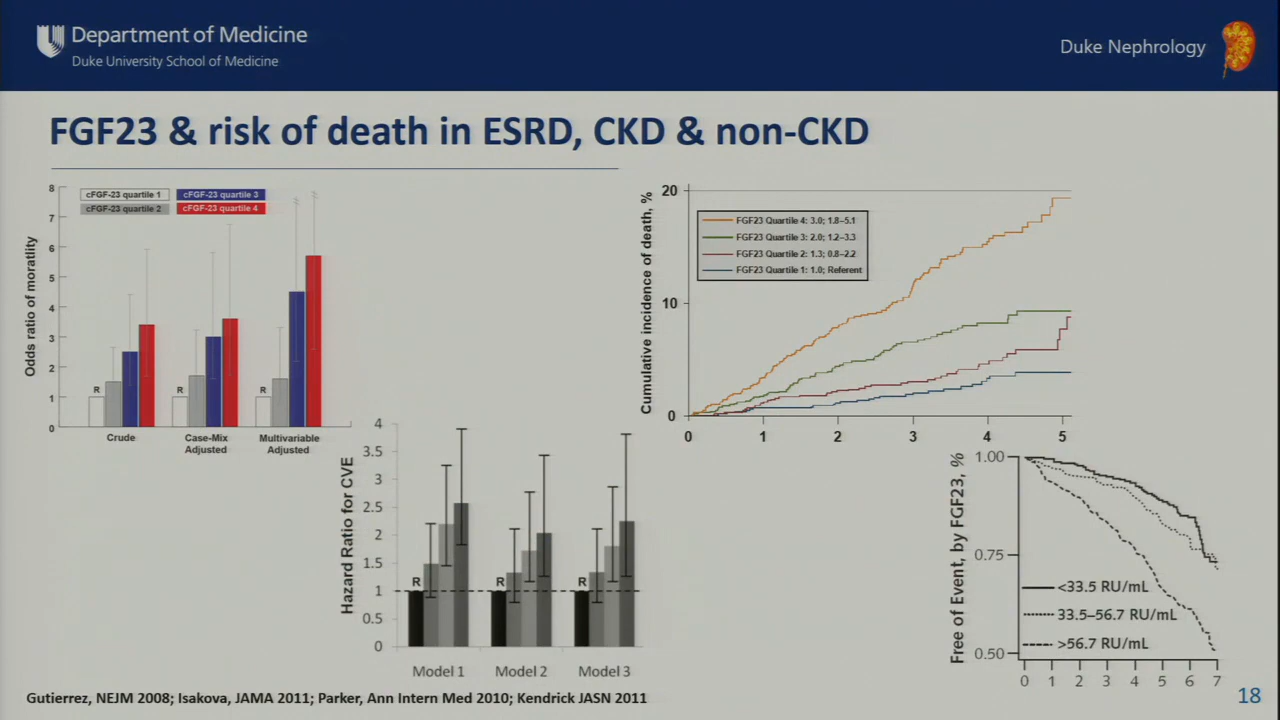 Department of Medicine
Duke University School of Medicine
Duke Nephrology
FGF23 & risk of death in ESRD, CKD & non-CKD
Odds ratio of moratlity
8
7
6
5
4
3
2
1
0
cFGF-23 quartile 1
cFGF-23 quartile 3
cFGF-23 quartile 2
cFGF-23 quartile 4
R
R
R
Crude
Case-Mix
Adjusted
Multivariable
Adjusted
Cumulative incidence of death, %
20
10
0
FGF23 Quartile 4: 3.0; 1.8–5.1
FGF23 Quartile 3: 2.0; 1.2–3.3
FGF23 Quartile 2: 1.3; 0.8–2.2
FGF23 Quartile 1: 1.0; Referent
0 1 2 3 4 5
Hazard Ratio for CVE
4
3.5
3
2.5
2
1.5
1
0.5
0
R
R
R
Model 1
Model 2
Model 3
Free of Event, by FGF23, %
1.00
0.75
0.50
<33.5 RU/mL
33.5–56.7 RU/mL
>56.7 RU/mL
0 1 2 3 4 5 6 7
Gutierrez, NEJM 2008; Isakova, JAMA 2011; Parker, Ann Intern Med 2010; Kendrick JASN 2011
18